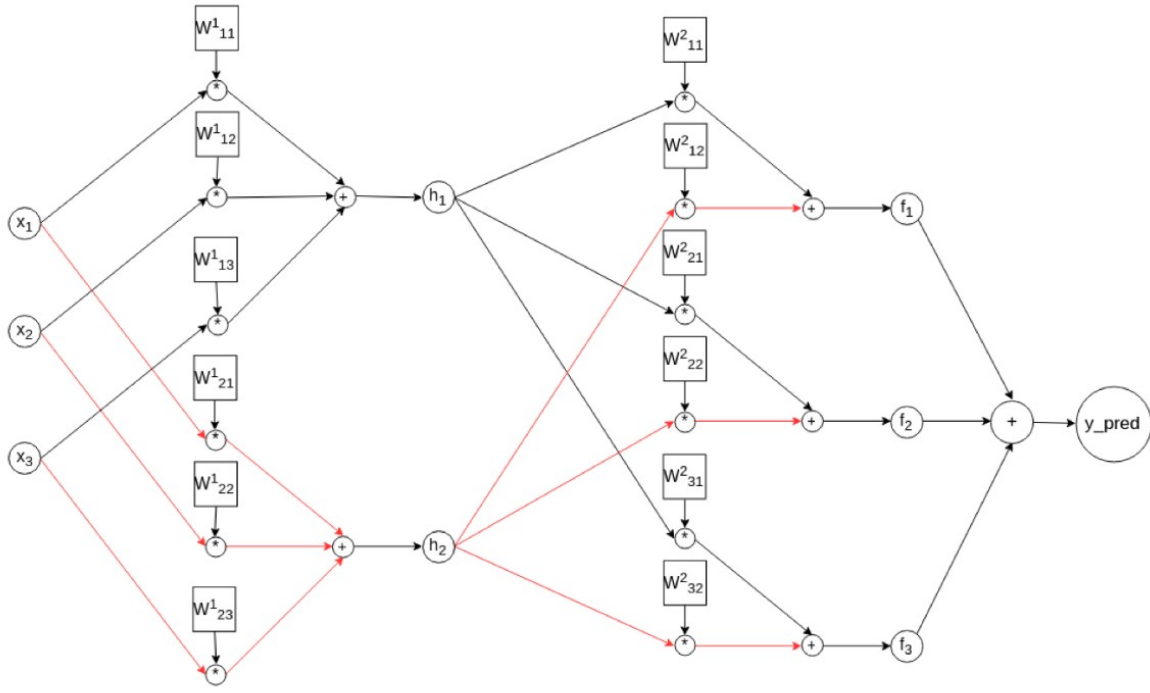 W¹₁₁
*
W¹₁₂
*
+
x₁
x₂
x₃
W¹₁₃
*
W¹₂₁
*
W¹₂₂
*
+
W¹₂₃
*
h₁
h₂
W²₁₁
*
W²₁₂
*
+
f₁
W²₂₁
*
W²₂₂
*
+
f₂
W²₃₁
*
W²₃₂
*
+
f₃
+
y_pred